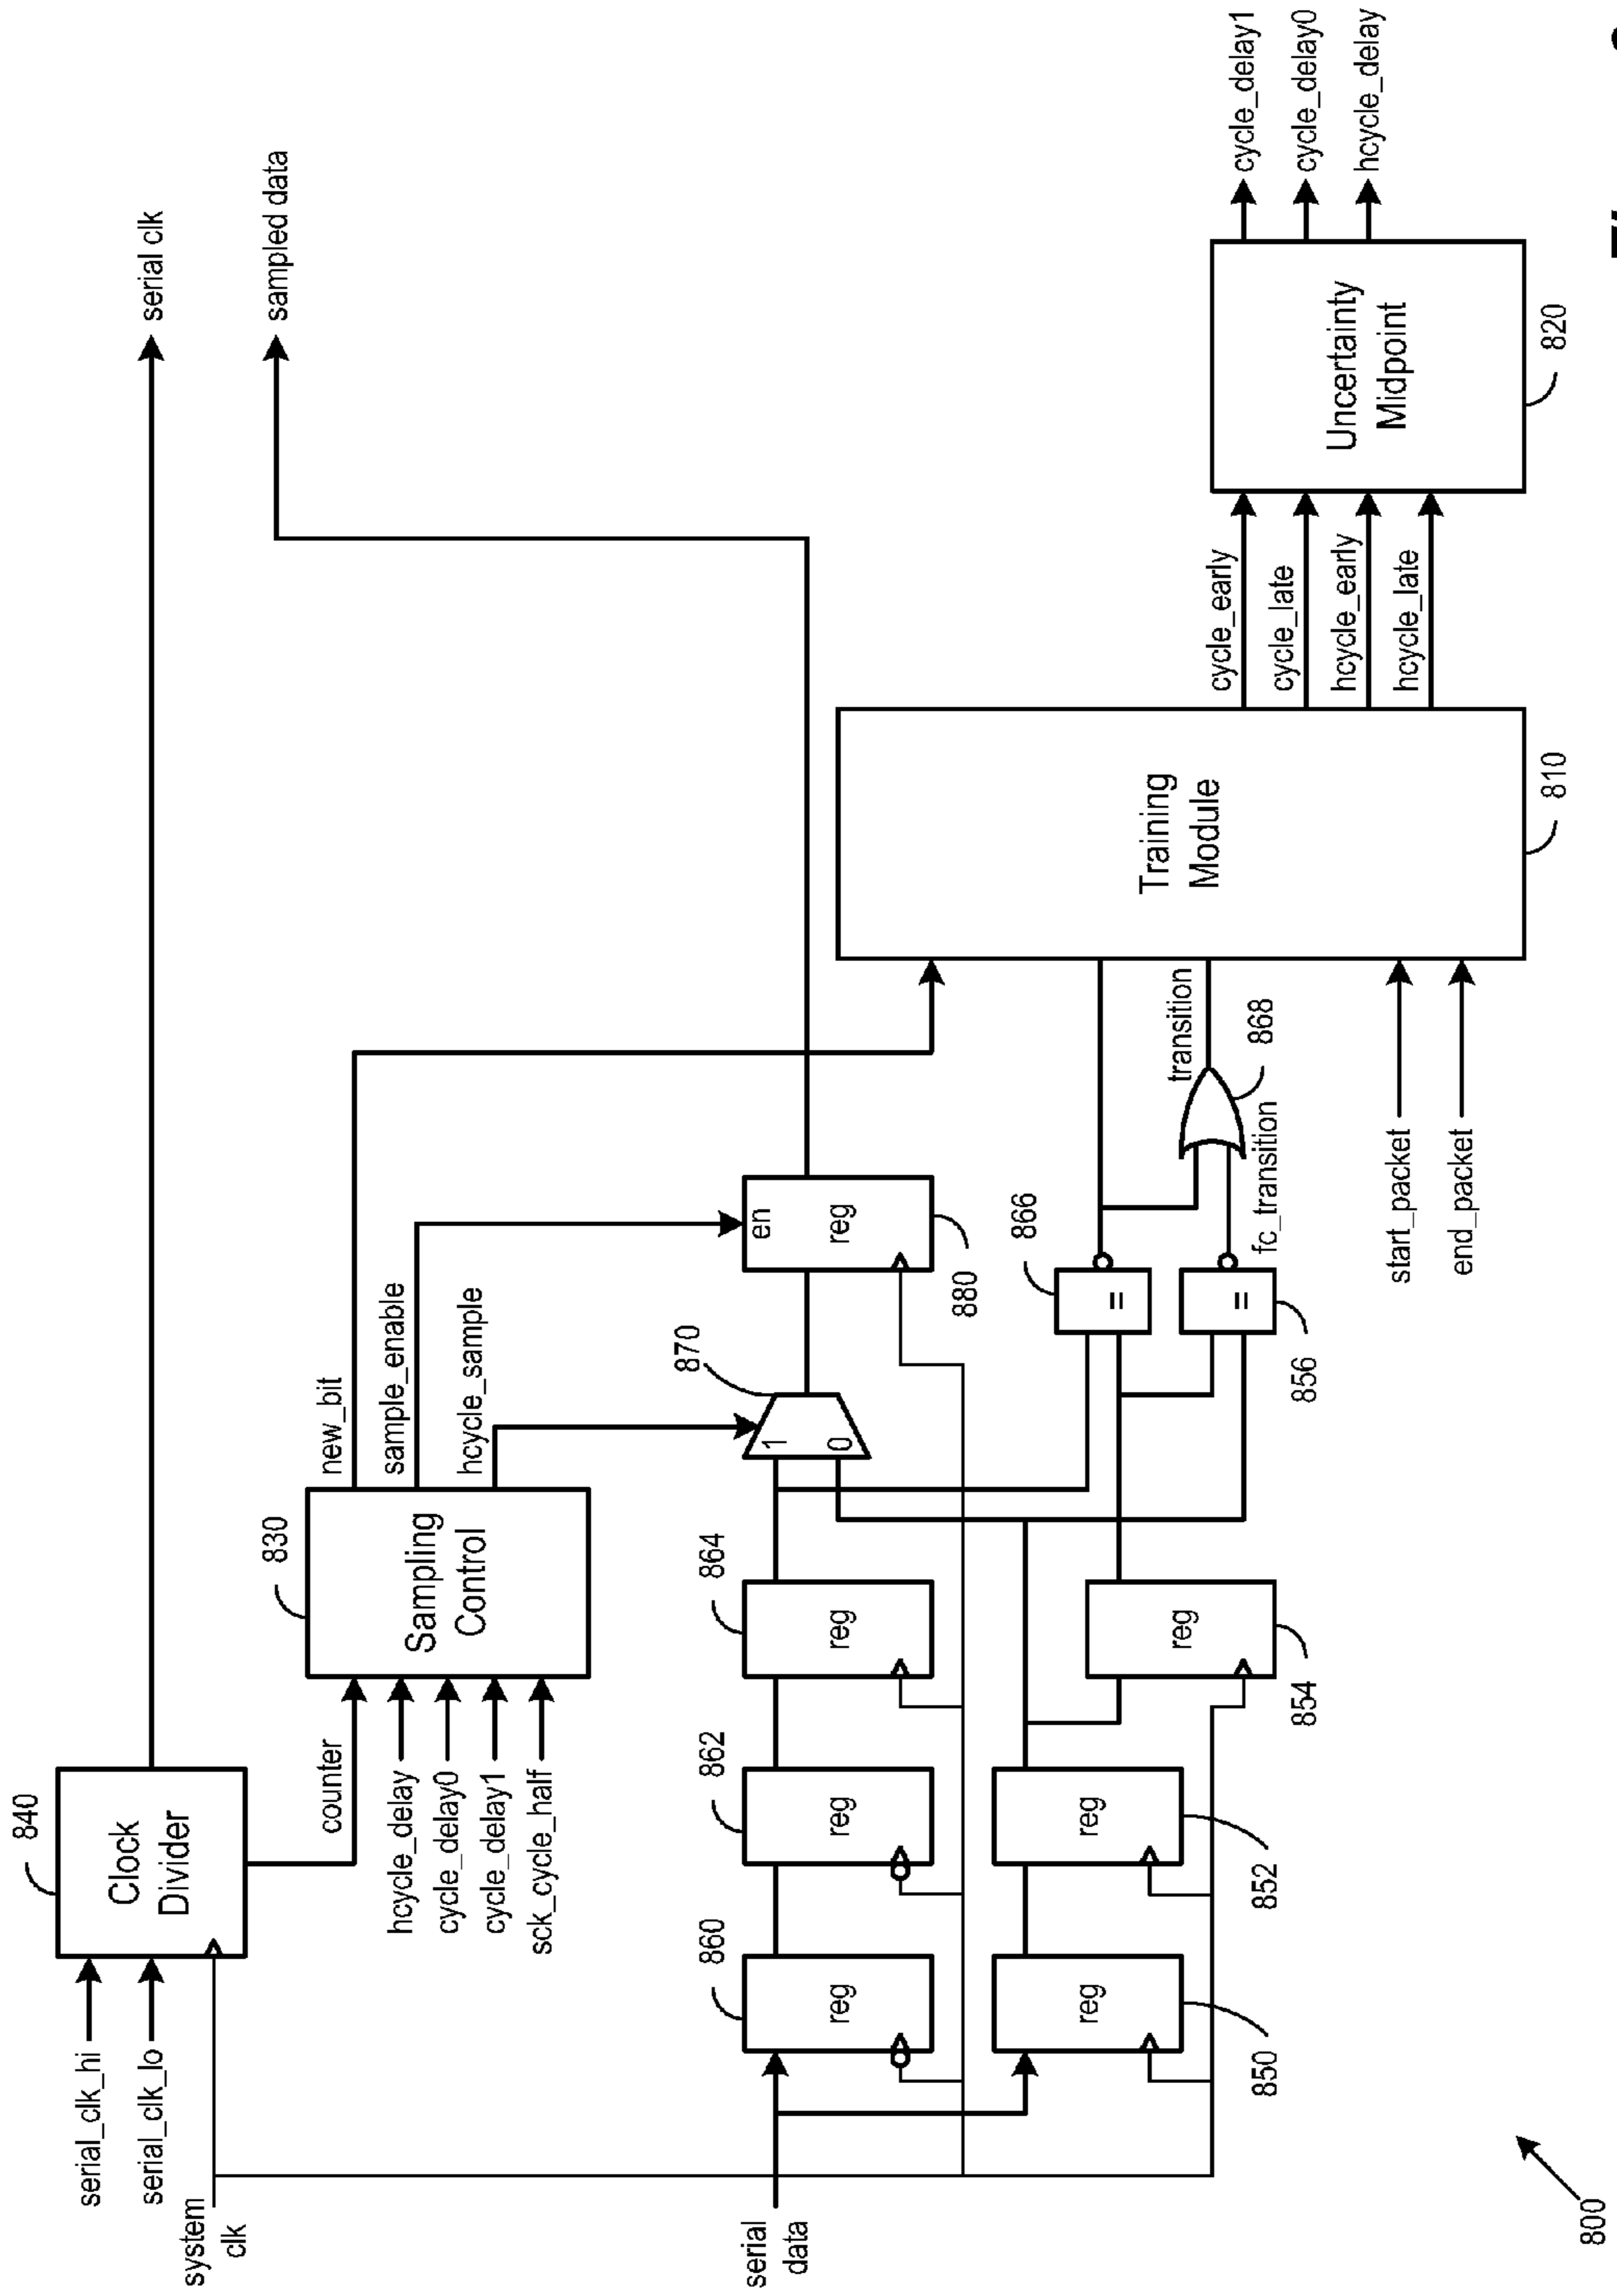 840
Clock
Divider
serial_clk_hi
serial_clk_lo
system
clk
serial clk
sampled data
counter
hcycle_delay
cycle_delay0
cycle_delay1
sck_cycle_half
830
Sampling
Control
new_bit
sample_enable
hcycle_sample
serial
data
860
reg
862
reg
864
reg
870
1
0
en
reg
880
850
reg
852
reg
854
reg
866
=
856
=
fc_transition
transition
868
start_packet
end_packet
Training
Module
810
cycle_early
cycle_late
hcycle_early
hcycle_late
Uncertainty
Midpoint
820
cycle_delay1
cycle_delay0
hcycle_delay
800